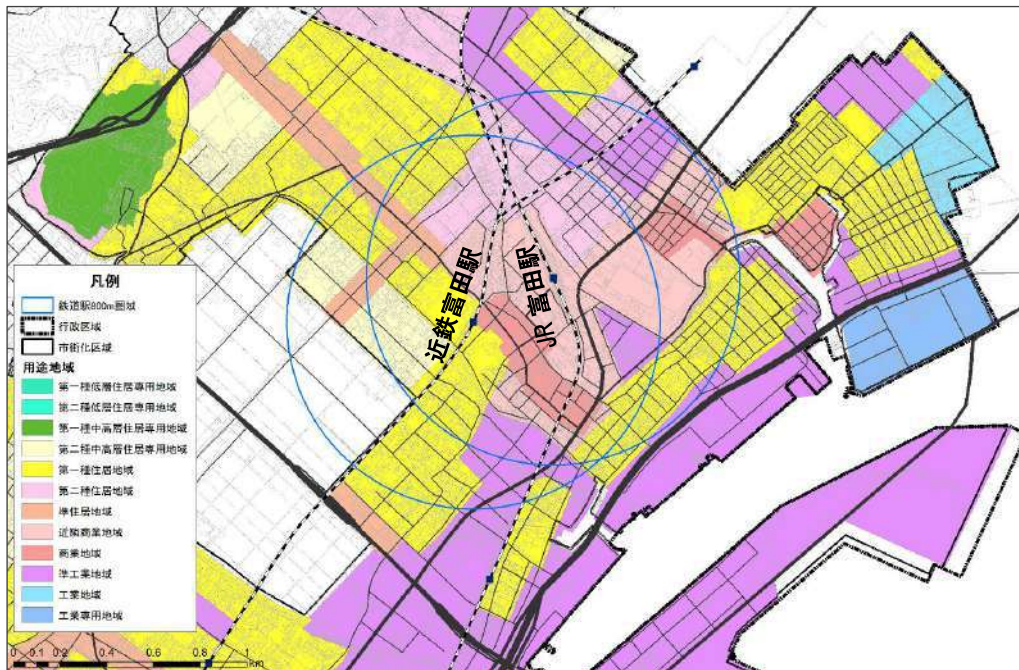 近鉄富田駅
JR 富田駅
凡例
鉄道駅800m圏域
行政区域
市街化区域
用途地域
第一種低層住居専用地域
第二種低層住居専用地域
第一種中高層住居専用地域
第二種中高層住居専用地域
第一種住居地域
第二種住居地域
準住居地域
近隣商業地域
商業地域
準工業地域
工業地域
工業専用地域
0 0.1 0.2 0.4 0.6 0.8 1
km